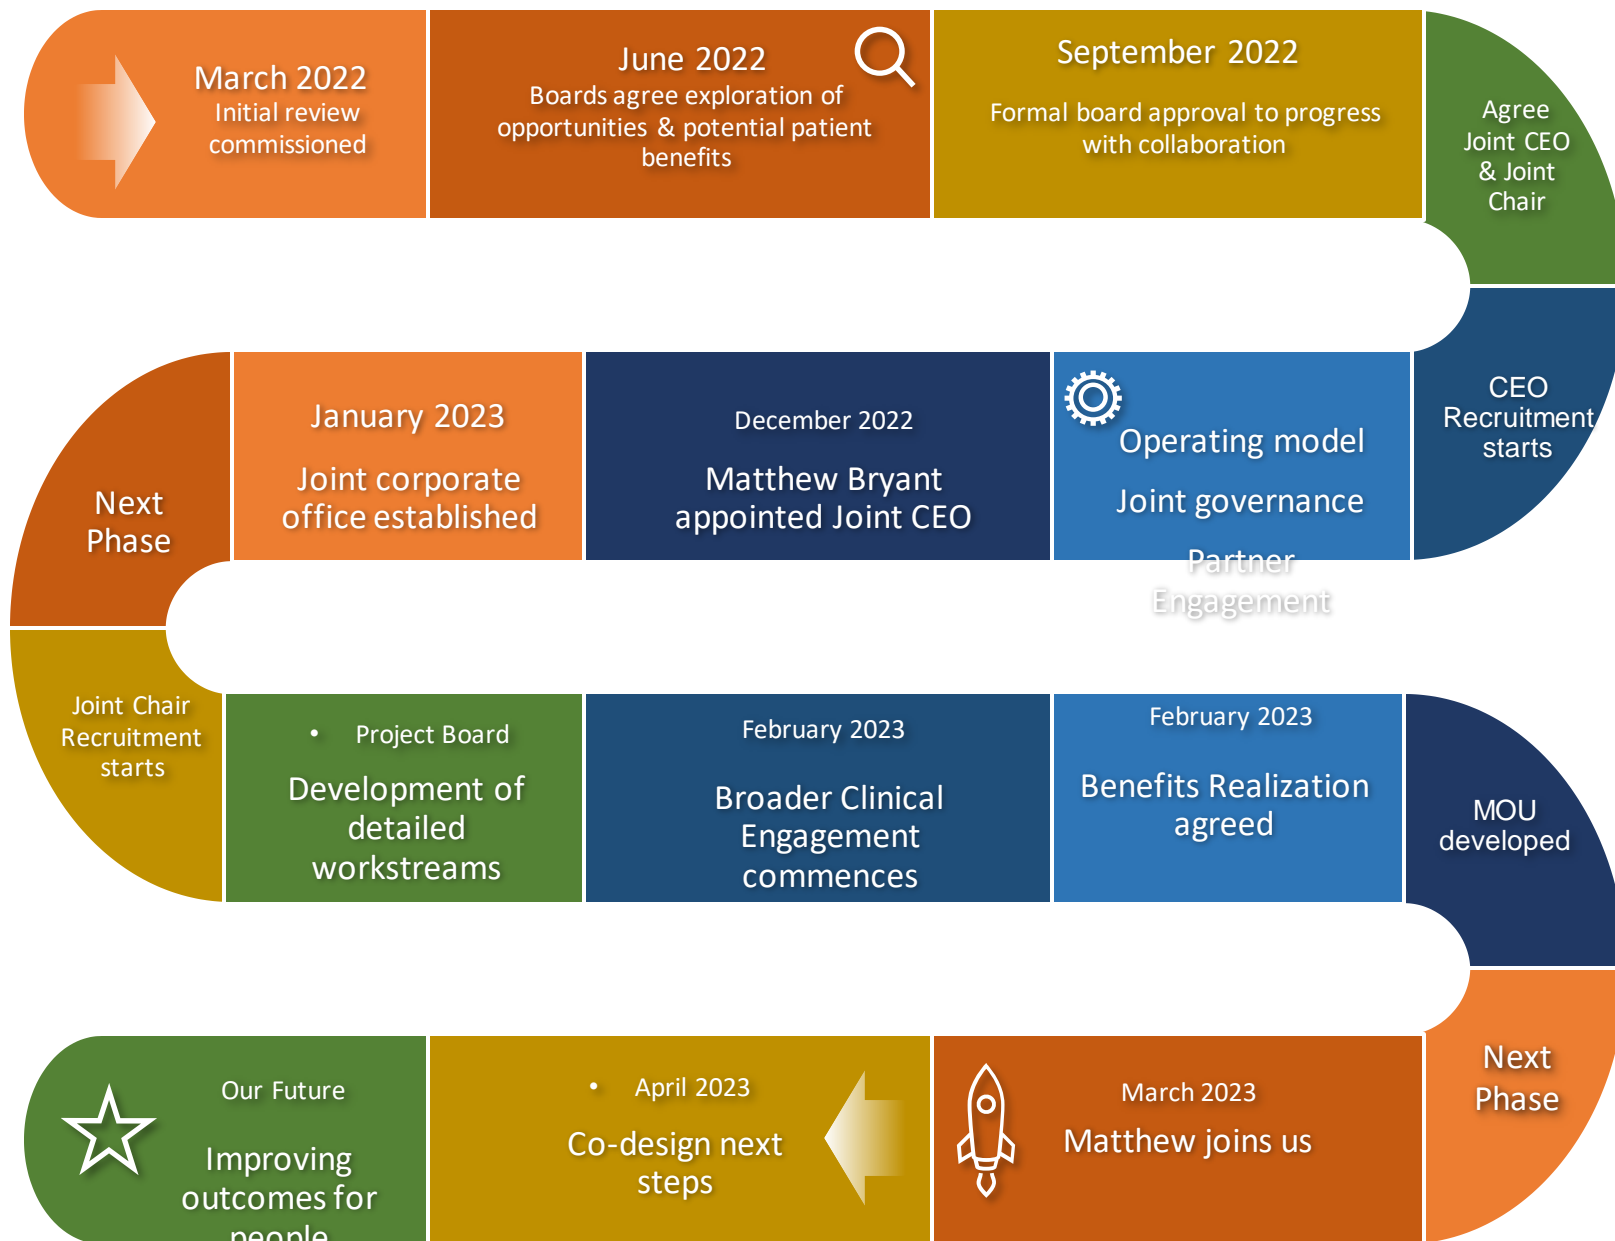 March 2022
Initial review
commissioned
June 2022
Boards agree exploration of
opportunities & potential patient
benefits
September 2022
Formal board approval to progress
with collaboration
Agree
Joint CEO
& Joint
Chair
CEO
Recruitment
starts
Operating model
Joint governance
Partner
Engagement
December 2022
Matthew Bryant
appointed Joint CEO
January 2023
Joint corporate
office established
Next
Phase
Joint Chair
Recruitment
starts
• Project Board
Development of
detailed
workstreams
February 2023
Broader Clinical
Engagement
commences
February 2023
Benefits Realization
agreed
MOU
developed
Next
Phase
March 2023
Matthew joins us
• April 2023
Co-design next
steps
Our Future
Improving
outcomes for
people